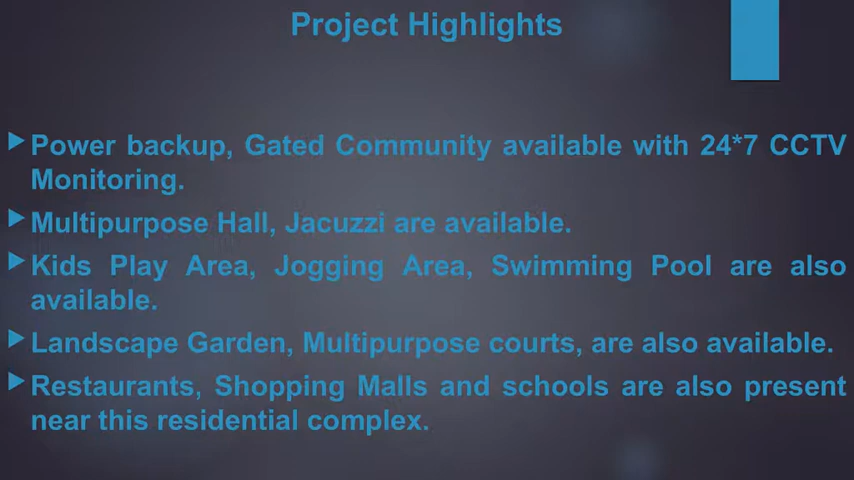 Project Highlights
Power backup, Gated Community available with 24*7 CCTV
Monitoring.
Multipurpose Hall, Jacuzzi are available.
Kids Play Area, Jogging Area, Swimming Pool are also
available.
Landscape Garden, Multipurpose courts, are also available.
Restaurants, Shopping Malls and schools are also present
near this residential complex.